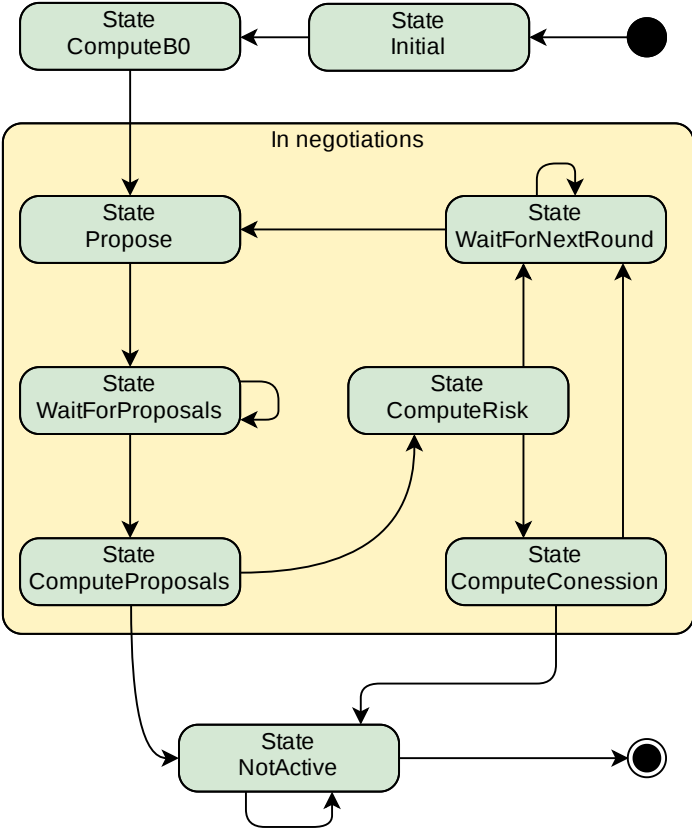 State
ComputeB0
State
Initial
In negotiations
State
Propose
State
WaitForNextRound
State
WaitForProposals
State
ComputeRisk
State
ComputeProposals
State
ComputeConession
State
NotActive